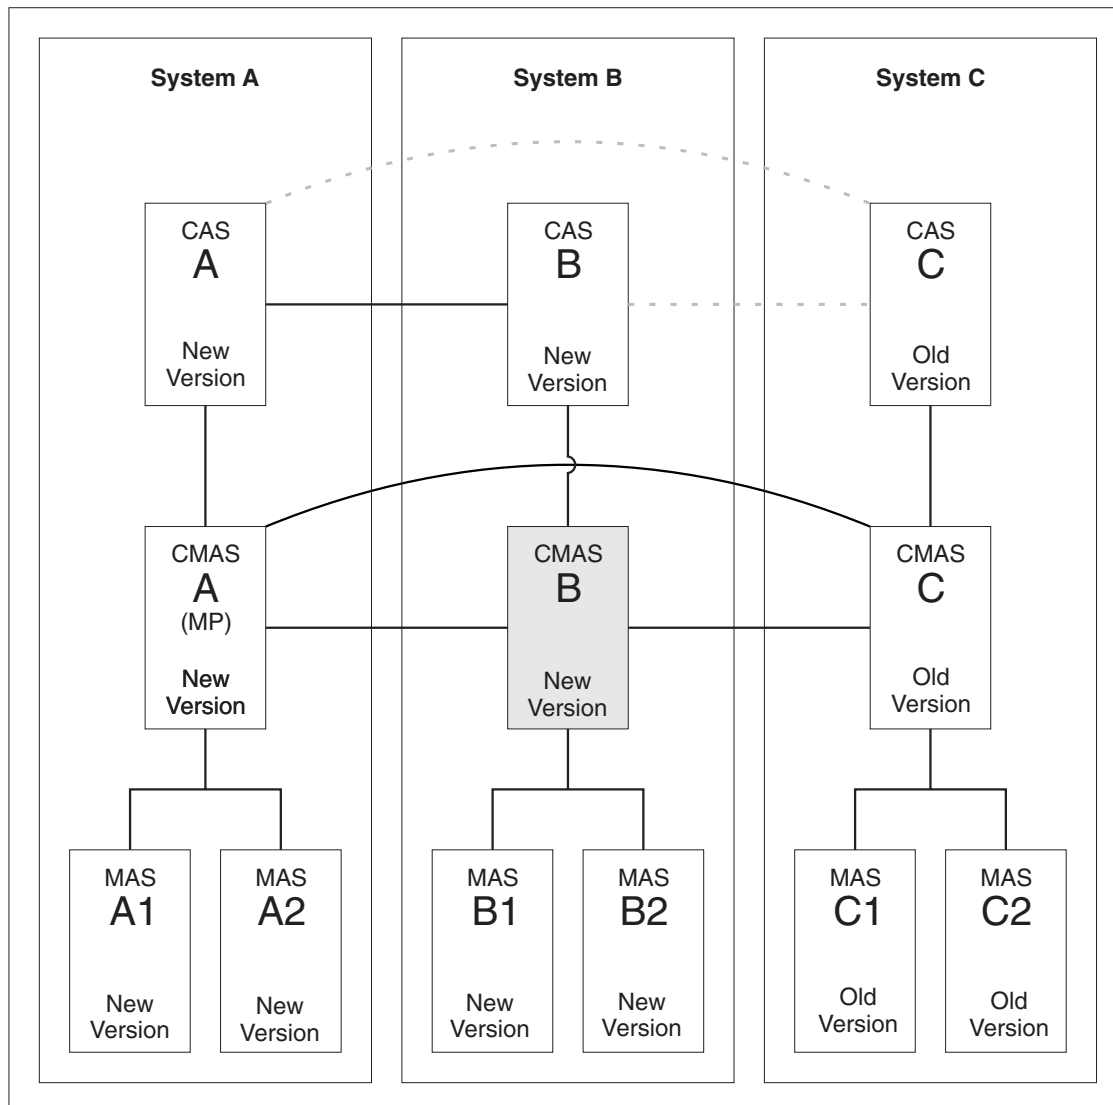 System A
System B
System C
CAS
A
New
Version
CAS
B
New
Version
CAS
C
Old
Version
CMAS
A
(MP)
New
Version
CMAS
B
New
Version
CMAS
C
Old
Version
MAS
A1
New
Version
MAS
A2
New
Version
MAS
B1
New
Version
MAS
B2
New
Version
MAS
C1
Old
Version
MAS
C2
Old
Version